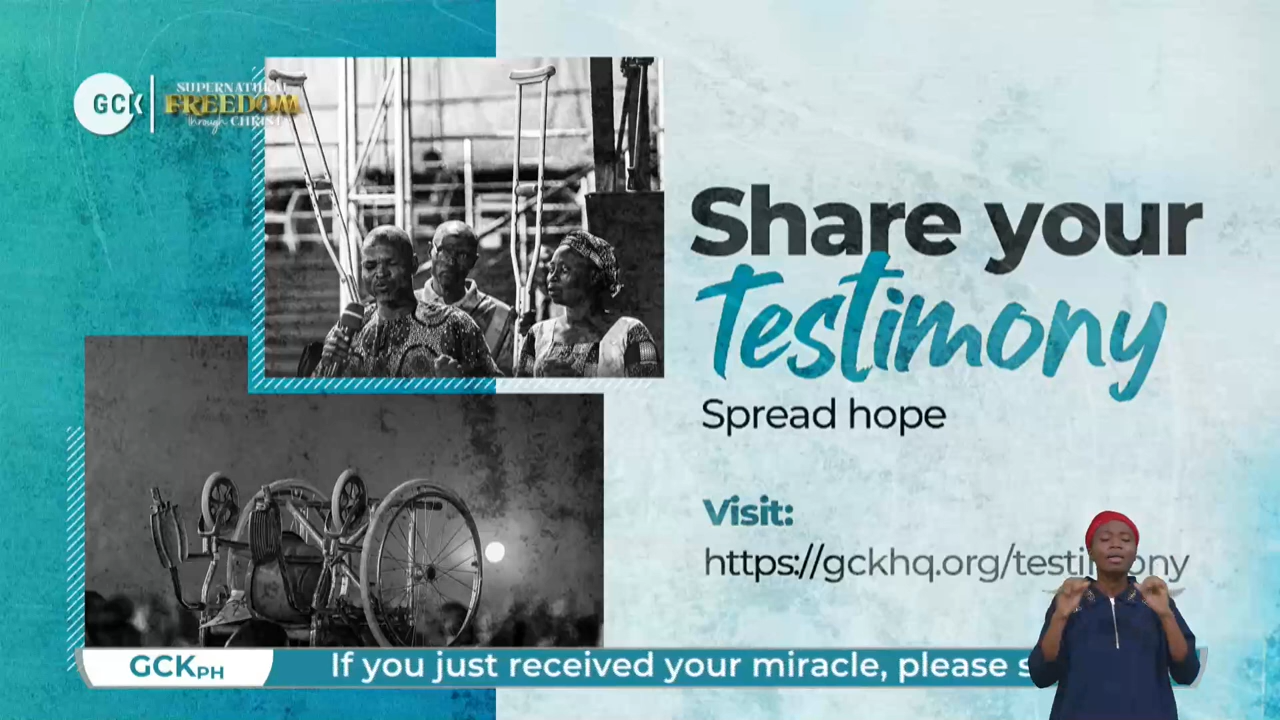 GCK
SUPERNATURAL
FREEDOM
through CHRIST
Share your
Testimony
Spread hope
Visit:
https://gckhq.org/testimony
GCKPH
If you just received your miracle, please